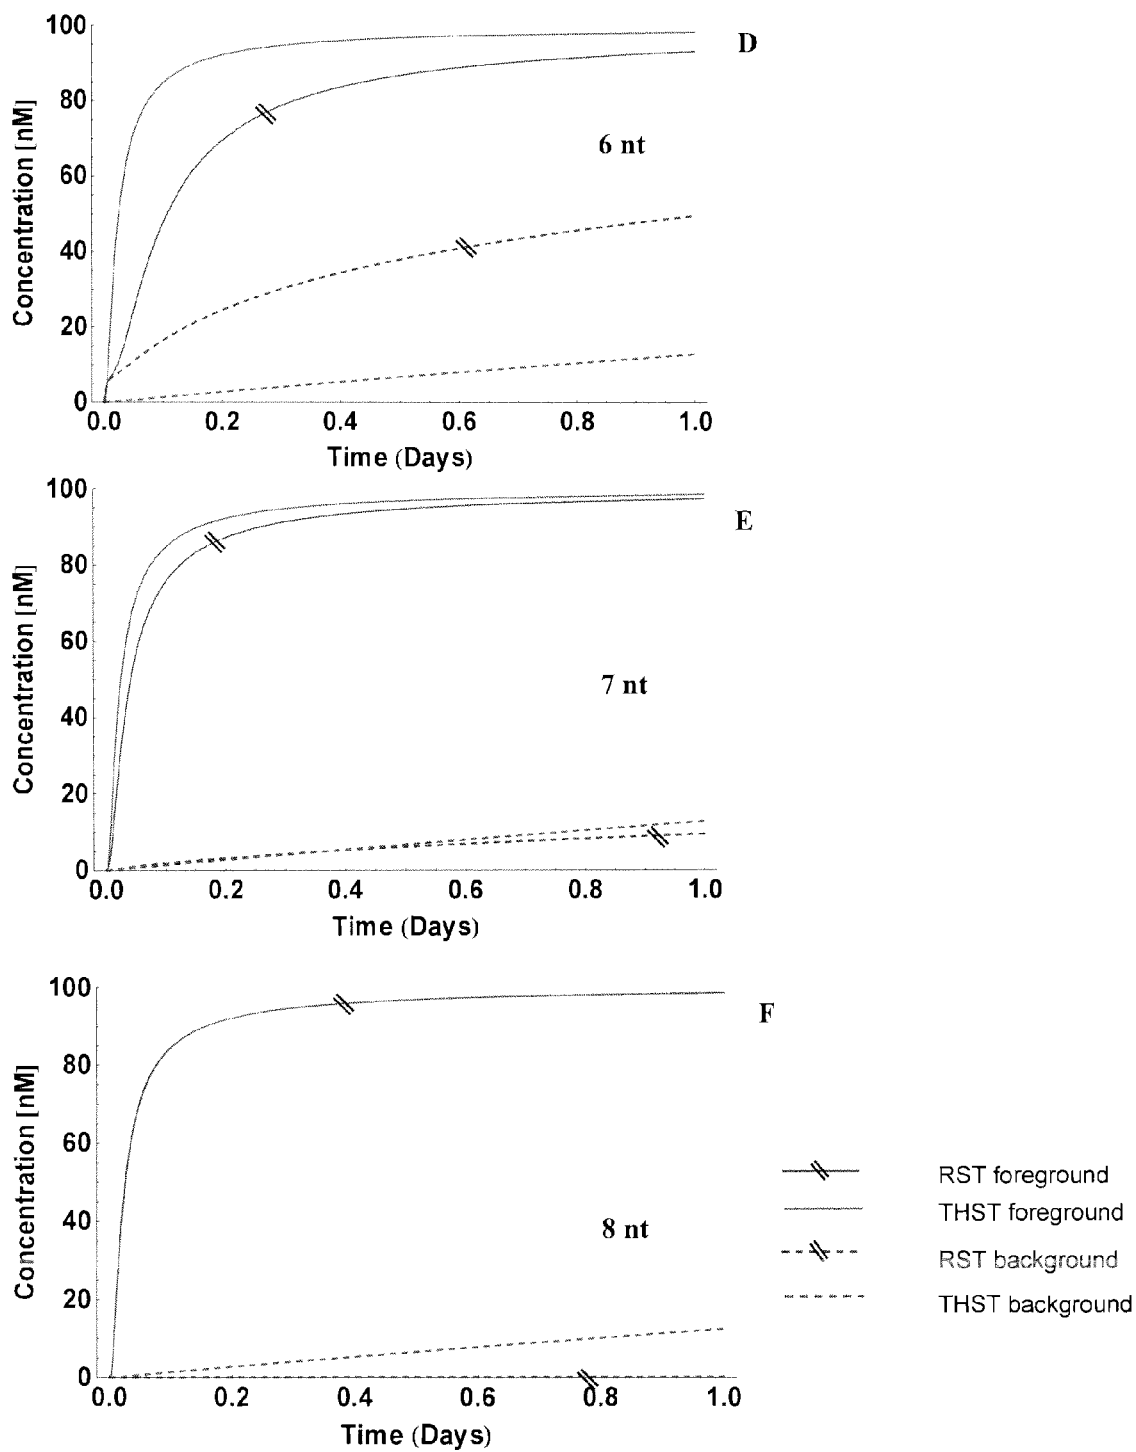 100
80
60
40
20
0
Concentration [nM]
D
6 nt
0.0 0.2 0.4 0.6 0.8 1.0
Time (Days)
100
80
60
40
20
0
Concentration [nM]
E
7 nt
0.0 0.2 0.4 0.6 0.8 1.0
Time (Days)
100
80
60
40
20
0
Concentration [nM]
F
8 nt
0.0 0.2 0.4 0.6 0.8 1.0
Time (Days)
RST foreground
THST foreground
RST background
THST background